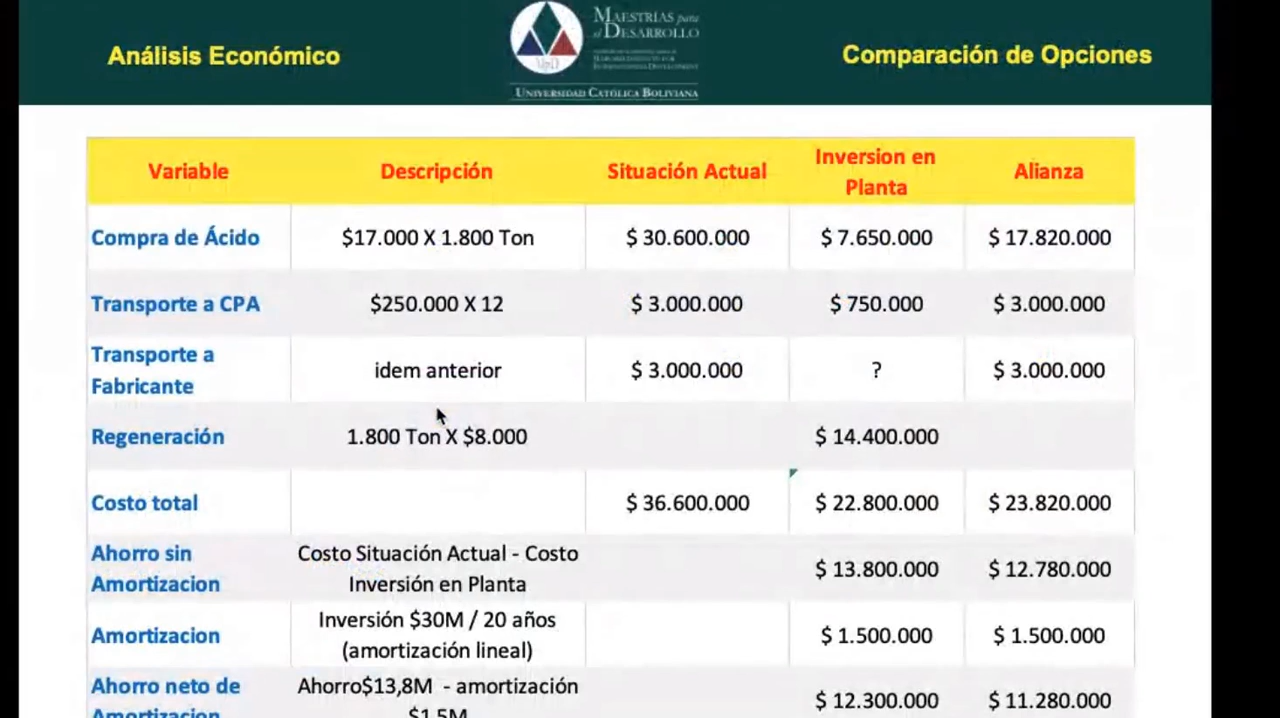 Análisis Económico
MAESTRÍAS para
el DESARROLLO
UNIVERSIDAD CATÓLICA BOLIVIANA
Comparación de Opciones
Variable Descripción Situación Actual Inversion en Planta Alianza
Compra de Ácido $17.000 X 1.800 Ton $ 30.600.000 $ 7.650.000 $ 17.820.000
Transporte a CPA $250.000 X 12 $ 3.000.000 $ 750.000 $ 3.000.000
Transporte a Fabricante idem anterior $ 3.000.000 ? $ 3.000.000
Regeneración 1.800 Ton X $8.000 $ 14.400.000
Costo total $ 36.600.000 $ 22.800.000 $ 23.820.000
Ahorro sin Amortizacion Costo Situación Actual - Costo Inversión en Planta $ 13.800.000 $ 12.780.000
Amortizacion Inversión $30M / 20 años (amortización lineal) $ 1.500.000 $ 1.500.000
Ahorro neto de Amortizacion Ahorro$13,8M - amortización $1,5M $ 12.300.000 $ 11.280.000